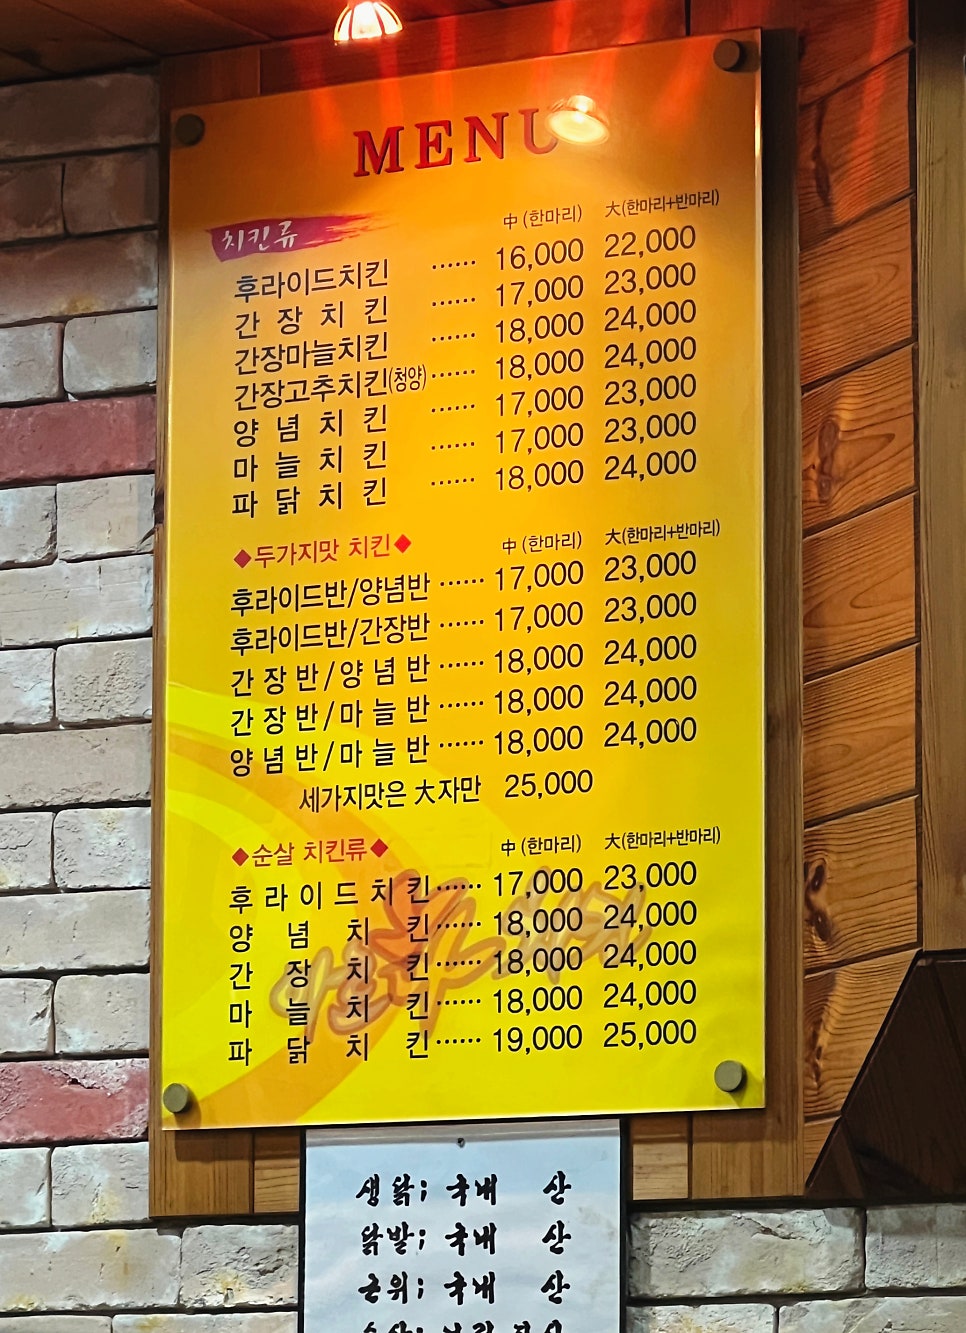 MENU
치킨류 中(한마리) 大(한마리+반마리)
후라이드치킨 ······ 16,000 22,000
간장치킨 ······ 17,000 23,000
간장마늘치킨 ······ 18,000 24,000
간장고추치킨(청양) ······ 18,000 24,000
양념치킨 ······ 17,000 23,000
마늘치킨 ······ 17,000 23,000
파닭치킨 ······ 18,000 24,000
◆두가지맛 치킨◆ 中(한마리) 大(한마리+반마리)
후라이드반/양념반 ······ 17,000 23,000
후라이드반/간장반 ······ 17,000 23,000
간장반/양념반 ······ 18,000 24,000
간장반/마늘반 ······ 18,000 24,000
양념반/마늘반 ······ 18,000 24,000
세가지맛은 大자만 25,000
◆순살 치킨류◆ 中(한마리) 大(한마리+반마리)
후라이드치킨 ······ 17,000 23,000
양념치킨 ······ 18,000 24,000
간장치킨 ······ 18,000 24,000
마늘치킨 ······ 18,000 24,000
파닭치킨 ······ 19,000 25,000
생닭; 국내 산
닭발; 국내 산
근위; 국내 산